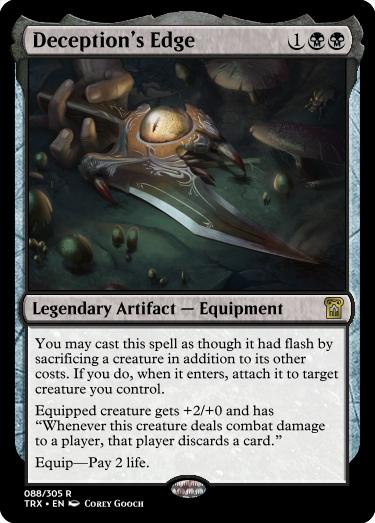 Deception's Edge 1
Legendary Artifact — Equipment
You may cast this spell as though it had flash by
sacrificing a creature in addition to its other
costs. If you do, when it enters, attach it to target
creature you control.
Equipped creature gets +2/+0 and has
“Whenever this creature deals combat damage
to a player, that player discards a card.”
Equip—Pay 2 life.
088/305 R
TRX • EN Corey Gooch